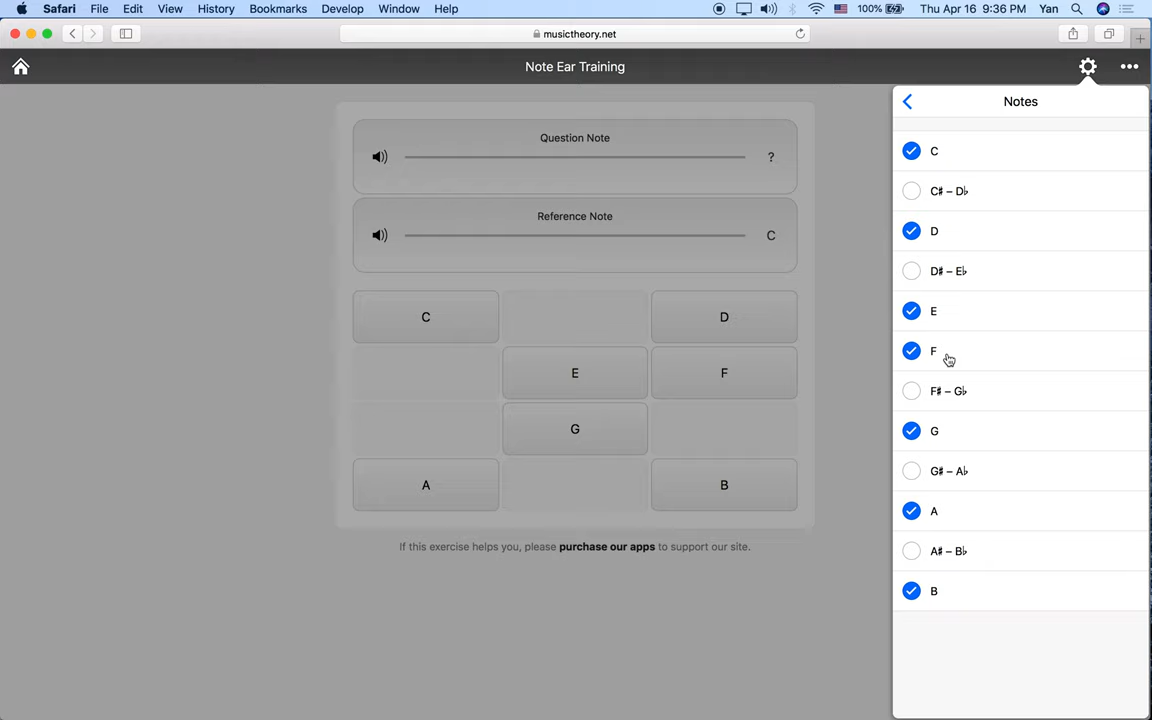 Safari File Edit View History Bookmarks Develop Window Help 100% Thu Apr 16 9:36 PM Yan
musictheory.net
Note Ear Training
Notes
Question Note
?
Reference Note
C
C D
E F
G
A B
If this exercise helps you, please purchase our apps to support our site.
C
C♯ – D♭
D
D♯ – E♭
E
F
F♯ – G♭
G
G♯ – A♭
A
A♯ – B♭
B